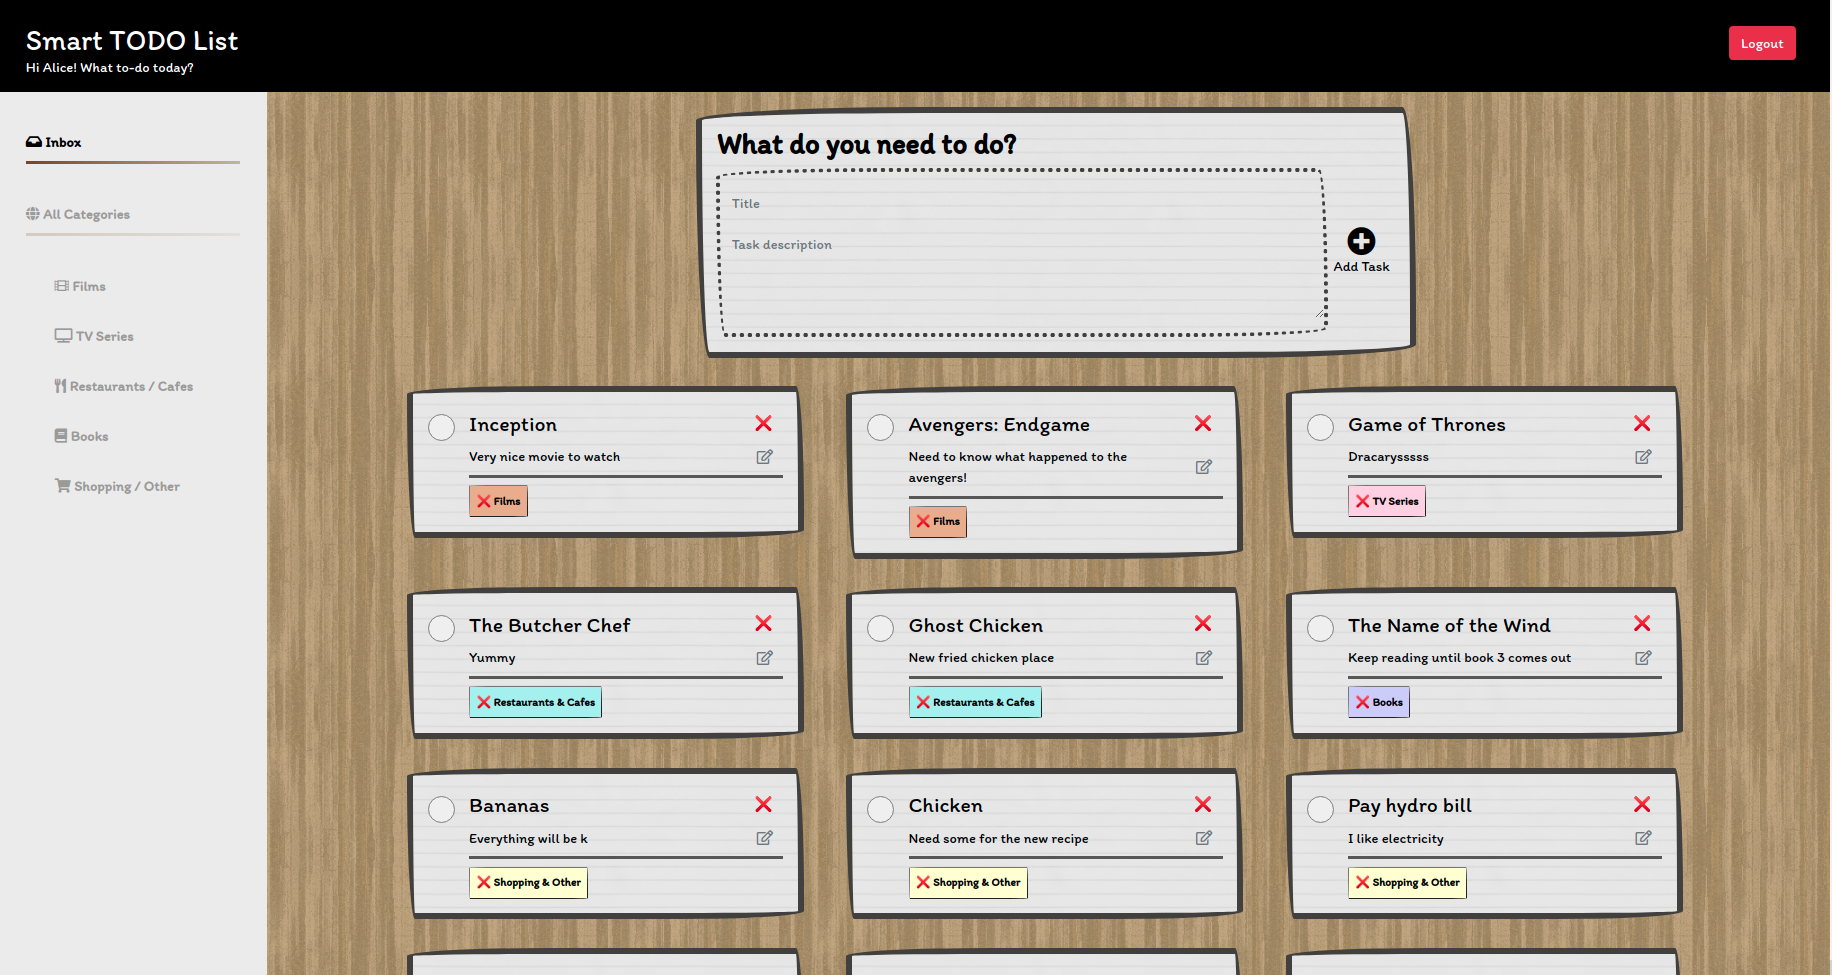 Smart TODO List
Hi Alice! What to-do today?
Logout
Inbox
All Categories
Films
TV Series
Restaurants / Cafes
Books
Shopping / Other
What do you need to do?
Title
Task description
Add Task
Inception
Very nice movie to watch
Films
Avengers: Endgame
Need to know what happened to the
avengers!
Films
Game of Thrones
Dracarysssss
TV Series
The Butcher Chef
Yummy
Restaurants & Cafes
Ghost Chicken
New fried chicken place
Restaurants & Cafes
The Name of the Wind
Keep reading until book 3 comes out
Books
Bananas
Everything will be k
Shopping & Other
Chicken
Need some for the new recipe
Shopping & Other
Pay hydro bill
I like electricity
Shopping & Other